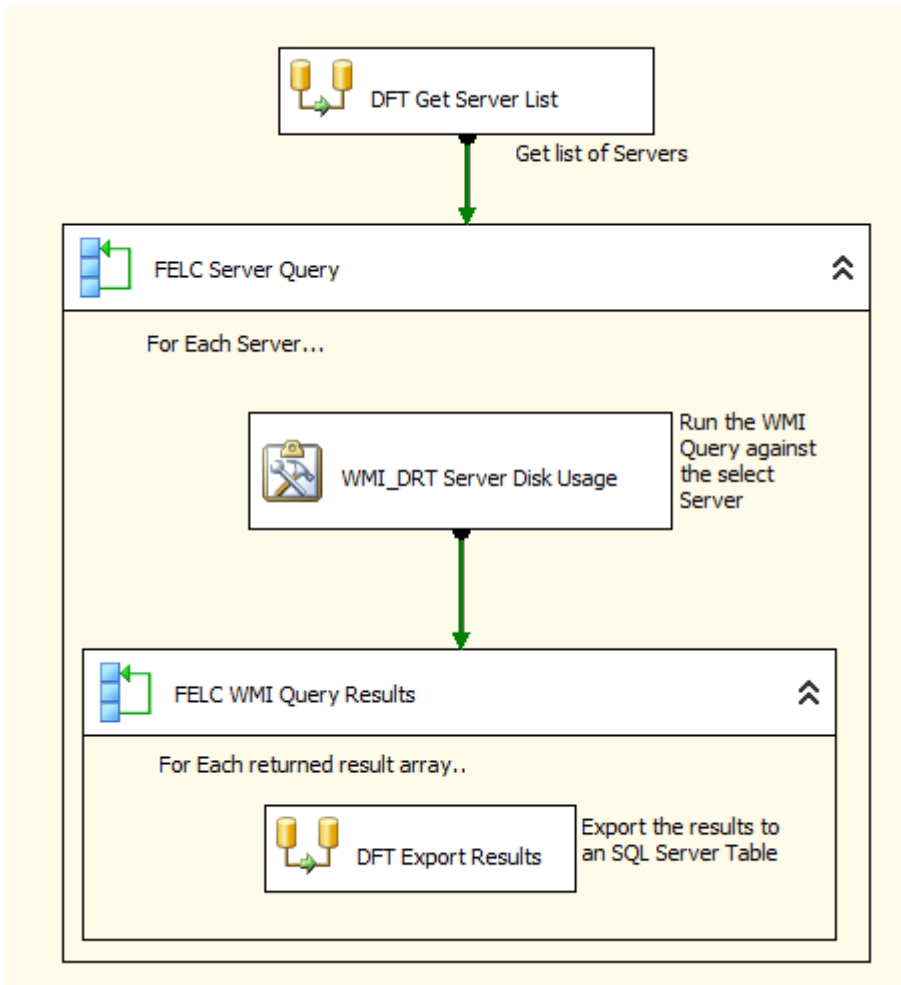 DFT Get Server List
Get list of Servers
FELC Server Query
For Each Server...
WMI_DRT Server Disk Usage
Run the WMI
Query against
the select
Server
FELC WMI Query Results
For Each returned result array..
DFT Export Results
Export the results to
an SQL Server Table